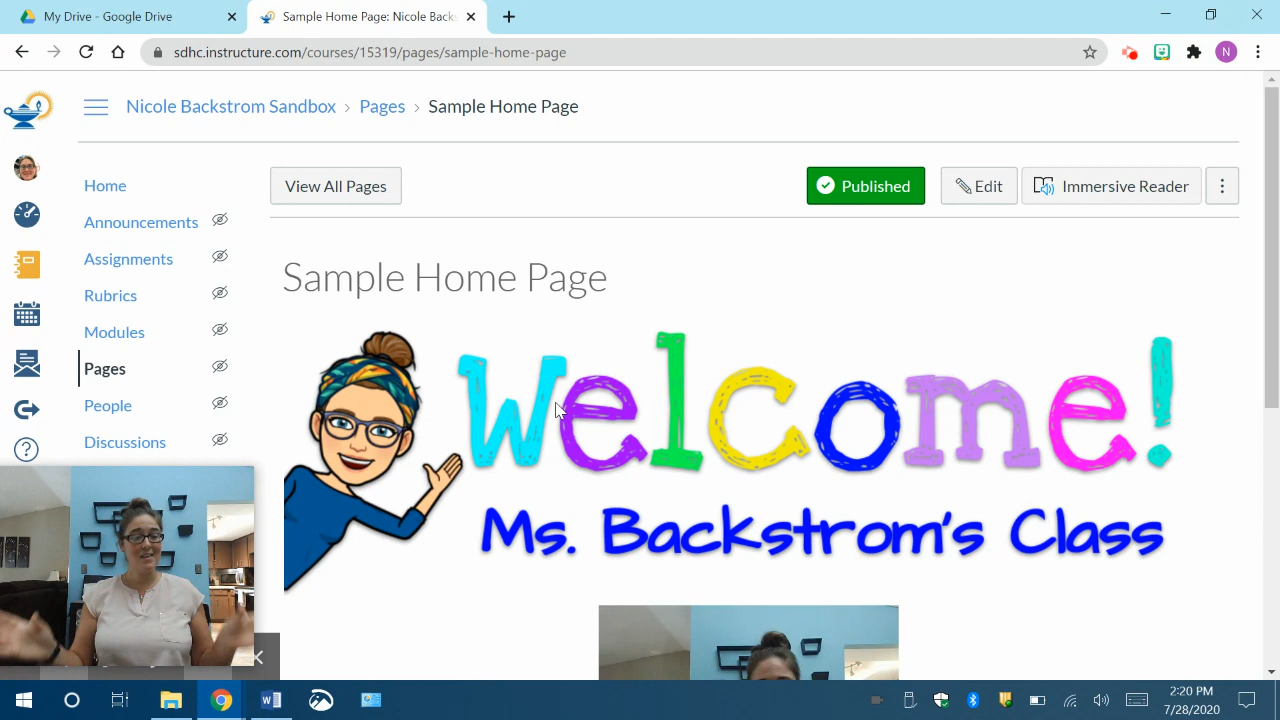 My Drive - Google Drive
Sample Home Page: Nicole Backs
sdhc.instructure.com/courses/15319/pages/sample-home-page
N
Nicole Backstrom Sandbox > Pages > Sample Home Page
View All Pages
Published
Edit
Immersive Reader
Home
Announcements
Assignments
Rubrics
Modules
Pages
People
Discussions
Sample Home Page
Welcome!
Ms. Backstrom's Class
2:20 PM
7/28/2020